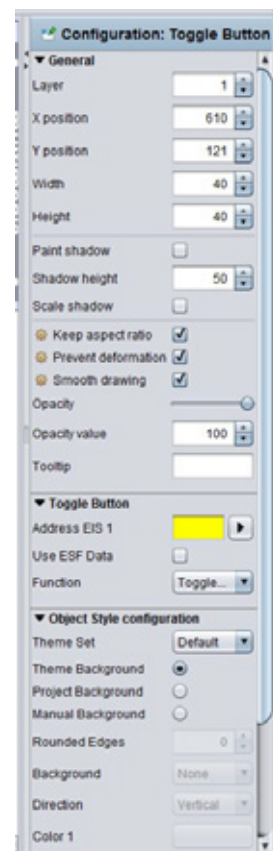 Configuration: Toggle Button
▼ General
Layer 1
X position 610
Y position 121
Width 40
Height 40
Paint shadow
Shadow height 50
Scale shadow
Keep aspect ratio
Prevent deformation
Smooth drawing
Opacity
Opacity value 100
Tooltip
▼ Toggle Button
Address EIS 1
Use ESF Data
Function Toggle...
▼ Object Style configuration
Theme Set Default
Theme Background
Project Background
Manual Background
Rounded Edges 0
Background None
Direction Vertical
Color 1